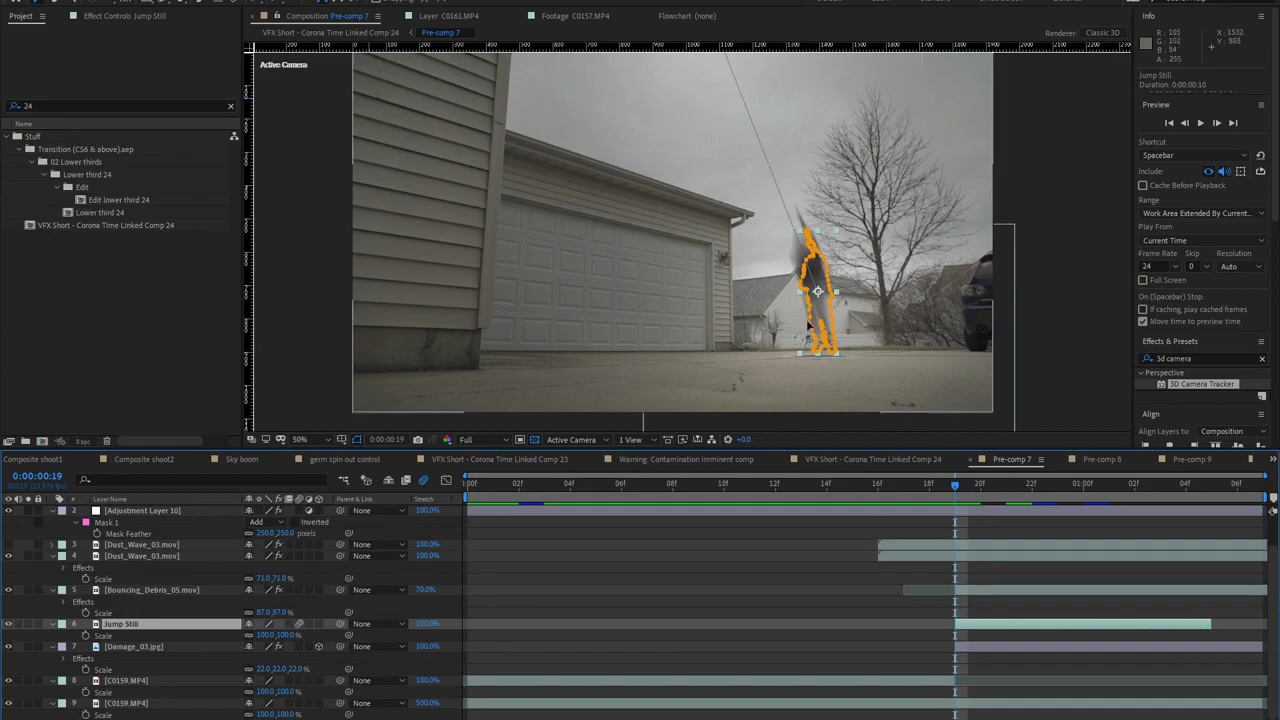 Project
Effect Controls Jump Still
Composition Pre-comp 7
Layer C0161.MP4
Footage C0157.MP4
Flowchart (none)
Info
VFX Short - Corona Time Linked Comp 24
Pre-comp 7
Renderer:
Classic 3D
Active Camera
R: 105
G: 161
B: 54
A: 255
X: 1532
Y: 868
Jump Still
Duration: 0:00:00:10
24
Name
Stuff
Transition (CS6 & above).aep
02 Lower thirds
Lower third 24
Edit
Edit lower third 24
Lower third 24
VFX Short - Corona Time Linked Comp 24
Preview
Shortcut
Spacebar
Include:
Cache Before Playback
Range
Work Area Extended By Current...
Play From
Current Time
Frame Rate
Skip
Resolution
24
0
Auto
Full Screen
On (Spacebar) Stop:
If caching, play cached frames
Move time to preview time
Effects & Presets
3d camera
Perspective
3D Camera Tracker
Align
Align Layers to:
Composition
8 bpc
50%
0:00:00:19
Full
Active Camera
1 View
+0.0
Composite shoot1
Composite shoot2
Sky boom
germ spin out control
VFX Short - Corona Time Linked Comp 23
Warning: Contamination imminent comp
VFX Short - Corona Time Linked Comp 24
Pre-comp 7
Pre-comp 8
Pre-comp 9
0:00:00:19
00019 (23.976 fps)
:00F
02F
04F
06F
08F
10F
12F
14F
16F
18F
20F
22F
01:00F
02F
04F
06F
#
Layer Name
Parent & Link
Stretch
2
[Adjustment Layer 10]
None
100.0%
Mask 1
Add
Inverted
Mask Feather
250.0,250.0 pixels
3
[Dust_Wave_03.mov]
None
100.0%
4
[Dust_Wave_03.mov]
None
100.0%
Effects
Scale
71.0,71.0 %
5
[Bouncing_Debris_05.mov]
None
70.0%
Effects
Scale
87.0,87.0 %
6
Jump Still
None
100.0%
Scale
100.0,100.0 %
7
[Damage_03.jpg]
None
100.0%
Effects
Scale
22.0,22.0,22.0 %
8
[C0159.MP4]
None
100.0%
Scale
100.0,100.0 %
9
[C0159.MP4]
None
500.0%
Scale
100.0,100.0 %